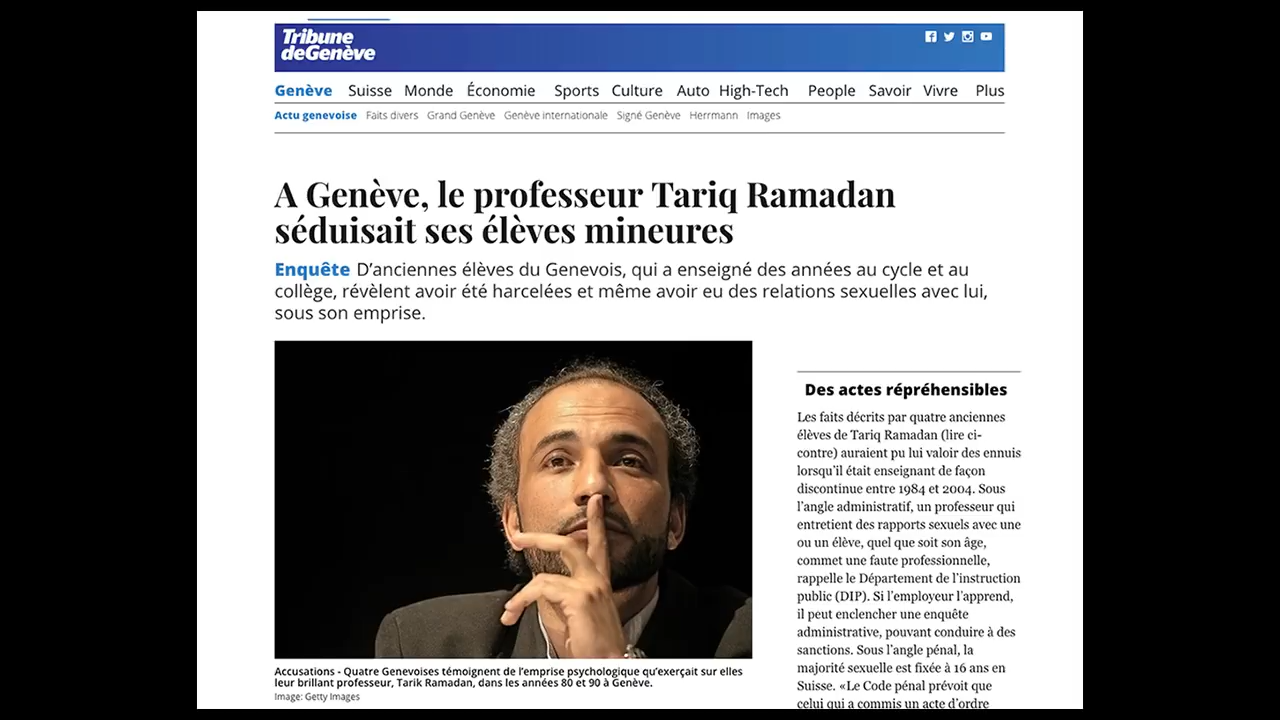 Tribune
deGenève
Genève Suisse Monde Économie Sports Culture Auto High-Tech People Savoir Vivre Plus
Actu genevoise Faits divers Grand Genève Genève internationale Signé Genève Herrmann Images
A Genève, le professeur Tariq Ramadan
séduisait ses élèves mineures
Enquête D'anciennes élèves du Genevois, qui a enseigné des années au cycle et au
collège, révèlent avoir été harcelées et même avoir eu des relations sexuelles avec lui,
sous son emprise.
Accusations - Quatre Genevoises témoignent de l'emprise psychologique qu'exerçait sur elles
leur brillant professeur, Tarik Ramadan, dans les années 80 et 90 à Genève.
Image: Getty Images
Des actes répréhensibles
Les faits décrits par quatre anciennes
élèves de Tariq Ramadan (lire ci-
contre) auraient pu lui valoir des ennuis
lorsqu'il était enseignant de façon
discontinue entre 1984 et 2004. Sous
l'angle administratif, un professeur qui
entretient des rapports sexuels avec une
ou un élève, quel que soit son âge,
commet une faute professionnelle,
rappelle le Département de l'instruction
public (DIP). Si l'employeur l'apprend,
il peut enclencher une enquête
administrative, pouvant conduire à des
sanctions. Sous l'angle pénal, la
majorité sexuelle est fixée à 16 ans en
Suisse. «Le Code pénal prévoit que
celui qui a commis un acte d'ordre